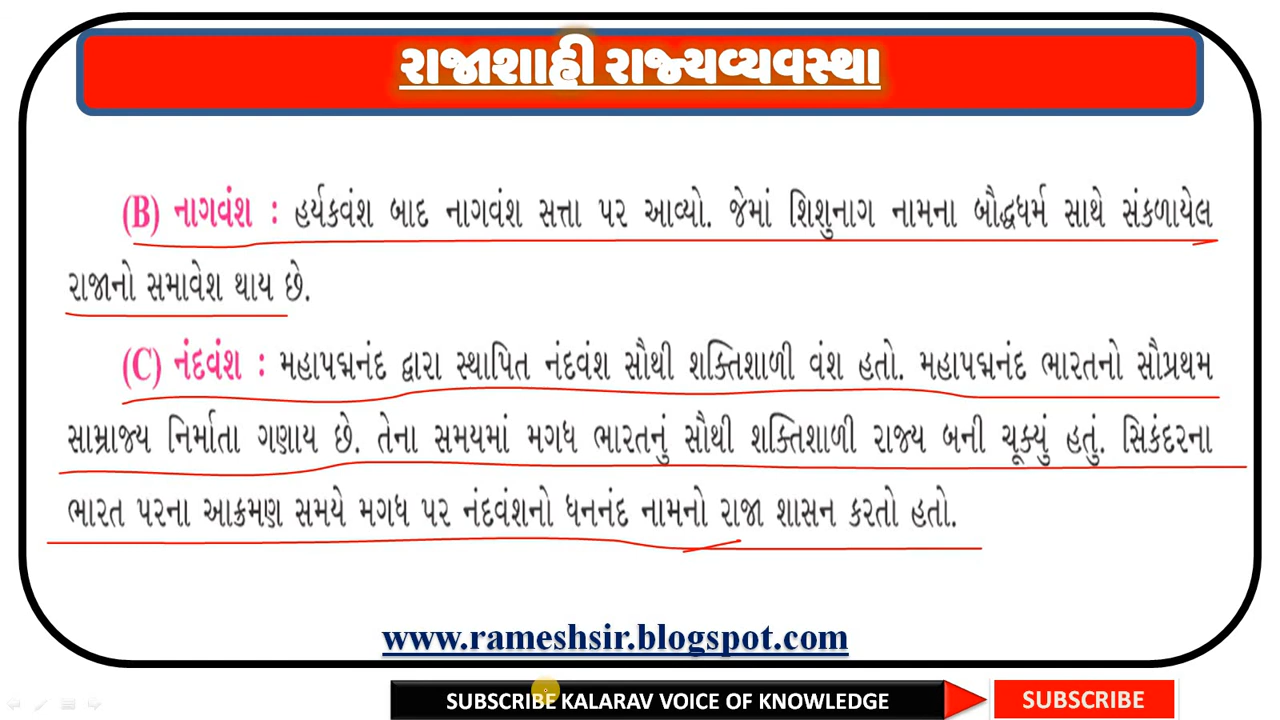 રાજાશાહી રાજ્યવ્યવસ્થા
(B) નાગવંશ : હર્યકવંશ બાદ નાગવંશ સત્તા પર આવ્યો. જેમાં શિશુનાગ નામના બૌદ્ધધર્મ સાથે સંકળાયેલ
રાજાનો સમાવેશ થાય છે.
(C) નંદવંશ : મહાપદ્મનંદ દ્વારા સ્થાપિત નંદવંશ સૌથી શક્તિશાળી વંશ હતો. મહાપદ્મનંદ ભારતનો સૌપ્રથમ
સામ્રાજ્ય નિર્માતા ગણાય છે. તેના સમયમાં મગધ ભારતનું સૌથી શક્તિશાળી રાજ્ય બની ચૂક્યું હતું. સિકંદરના
ભારત પરના આક્રમણ સમયે મગધ પર નંદવંશનો ધનનંદ નામનો રાજા શાસન કરતો હતો.
www.rameshsir.blogspot.com
SUBSCRIBE KALARAV VOICE OF KNOWLEDGE SUBSCRIBE